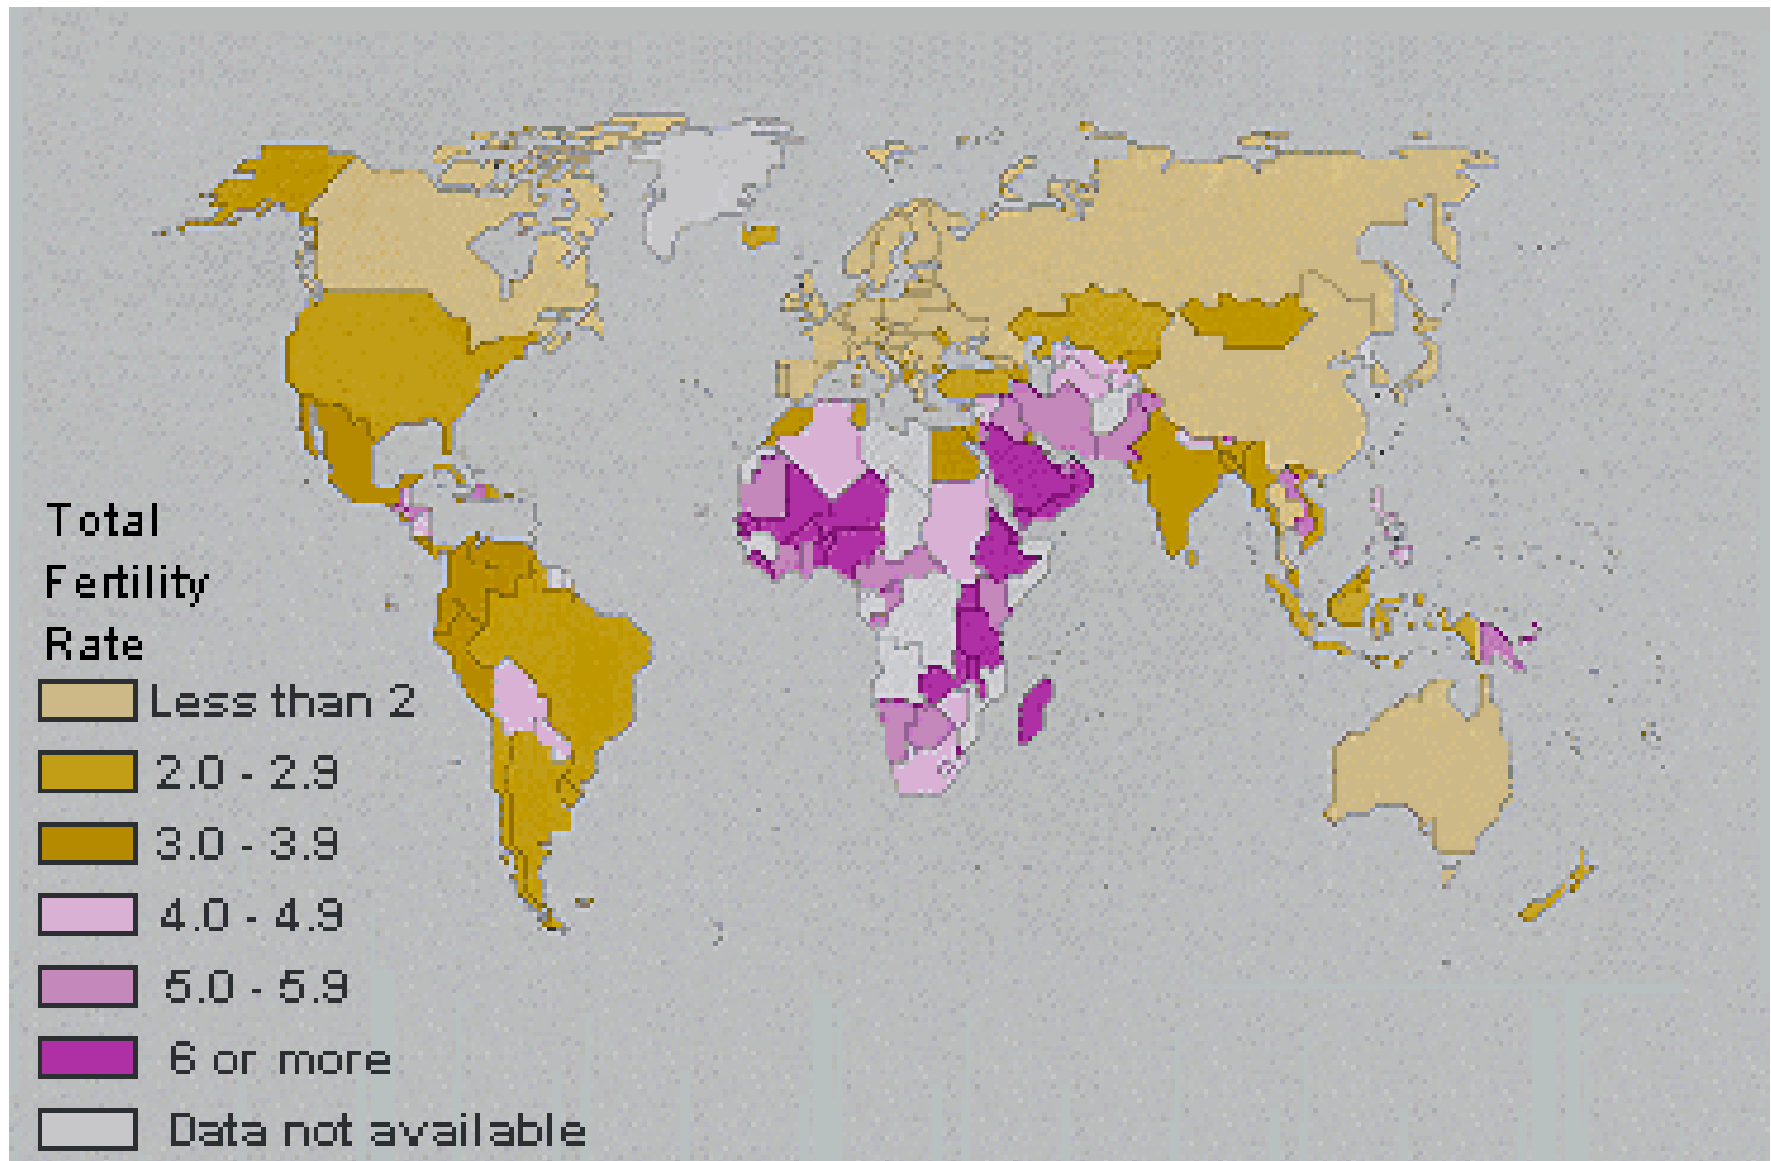 Total
Fertility
Rate
Less than 2
2.0 - 2.9
3.0 - 3.9
4.0 - 4.9
5.0 - 5.9
6 or more
Data not available